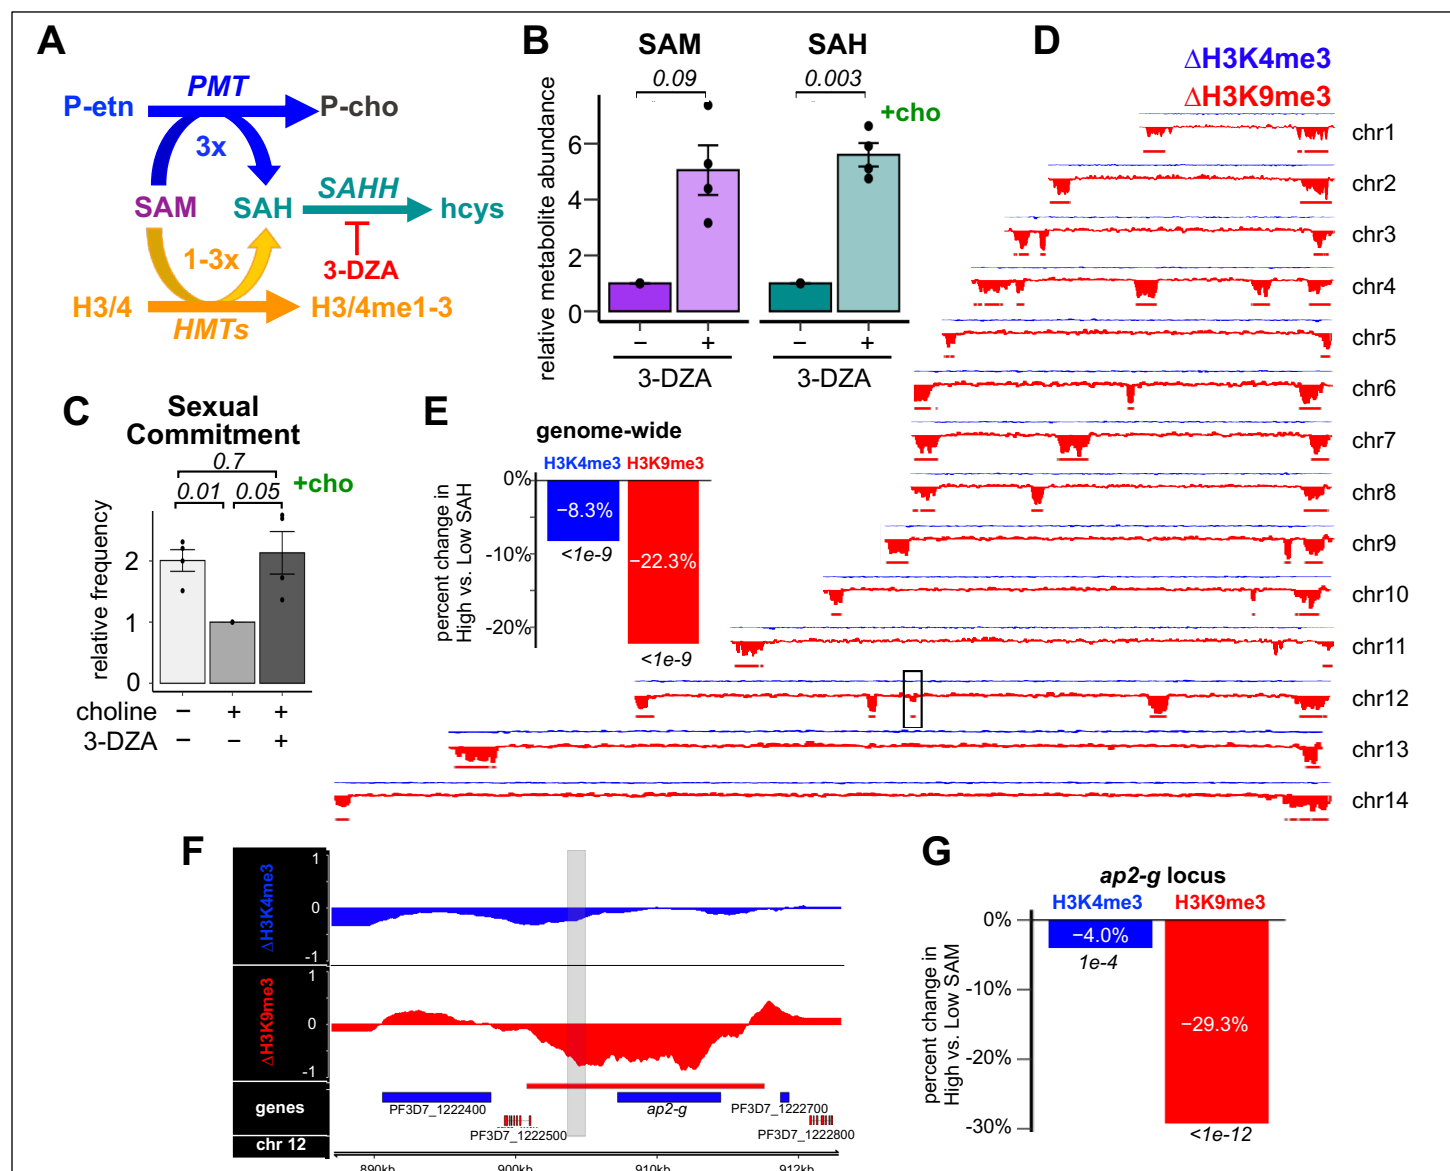 A
PMT
P-etn
P-cho
3x
SAM
SAH
SAHH
hcys
1-3x
3-DZA
H3/4
H3/4me1-3
HMTs
B
SAM
SAH
0.09
0.003
+cho
relative metabolite abundance
6
4
2
0
− +
− +
3-DZA
3-DZA
C
Sexual
Commitment
0.7
+cho
0.01
0.05
relative frequency
2
1
0
choline − + +
3-DZA − − +
D
ΔH3K4me3
ΔH3K9me3
chr1
chr2
chr3
chr4
chr5
chr6
chr7
chr8
chr9
chr10
chr11
chr12
chr13
chr14
E
genome-wide
H3K4me3 H3K9me3
percent change in
High vs. Low SAH
0%
-10%
-20%
−8.3%
<1e-9
−22.3%
<1e-9
F
ΔH3K4me3
1
0
-1
ΔH3K9me3
1
0
-1
genes
PF3D7_1222400
ap2-g
PF3D7_1222700
PF3D7_1222500
PF3D7_1222800
chr 12
890kb
900kb
910kb
912kb
G
ap2-g locus
H3K4me3 H3K9me3
percent change in
High vs. Low SAM
0%
-10%
-20%
-30%
−4.0%
1e-4
−29.3%
<1e-12